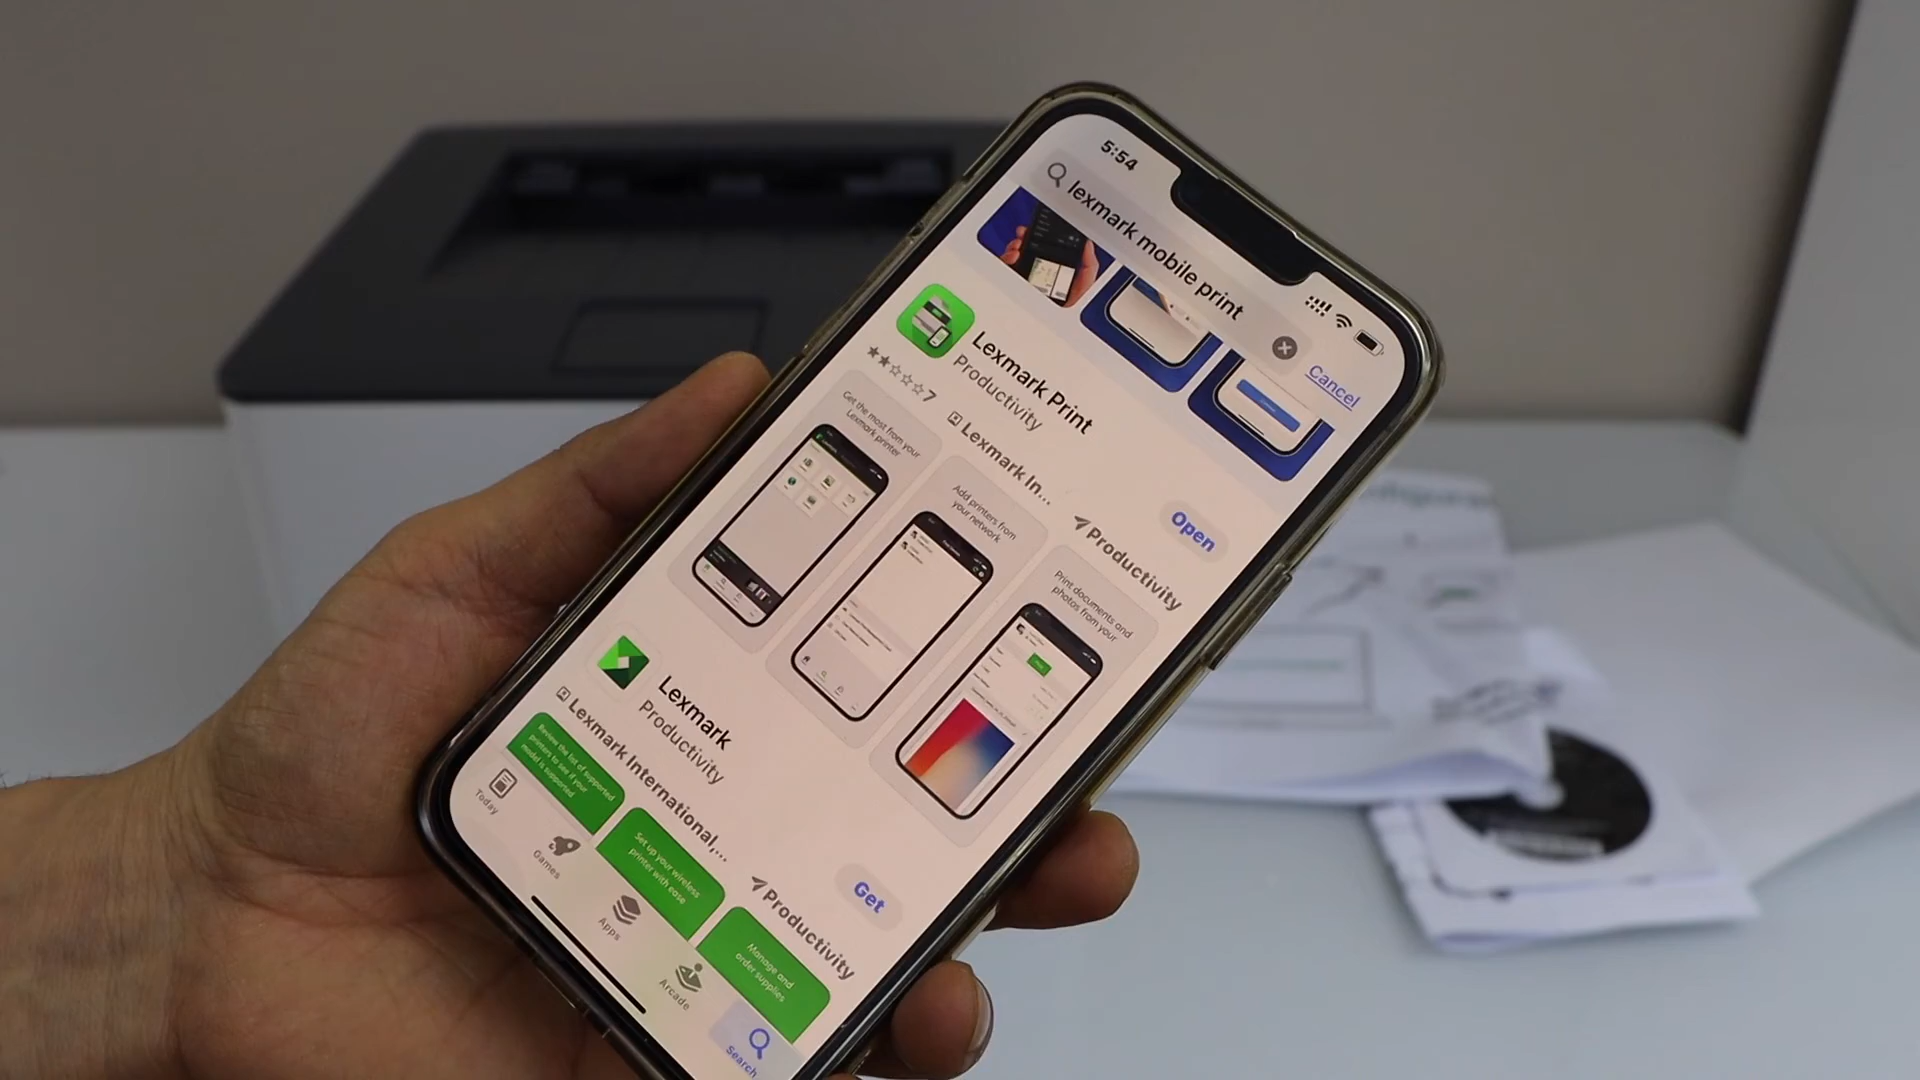 5:54
lexmark mobile print
Cancel
Lexmark Print
Productivity
7
Lexmark In...
Productivity
Open
Get the most from your
Lexmark printer
Add printers from
your network
Print documents and
photos from your
Lexmark
Productivity
Lexmark International,...
Productivity
Get
Review the list of supported
printers to see if your
model is supported
Set up your wireless
printer with ease
Manage and
order supplies
Today
Games
Apps
Arcade
Search